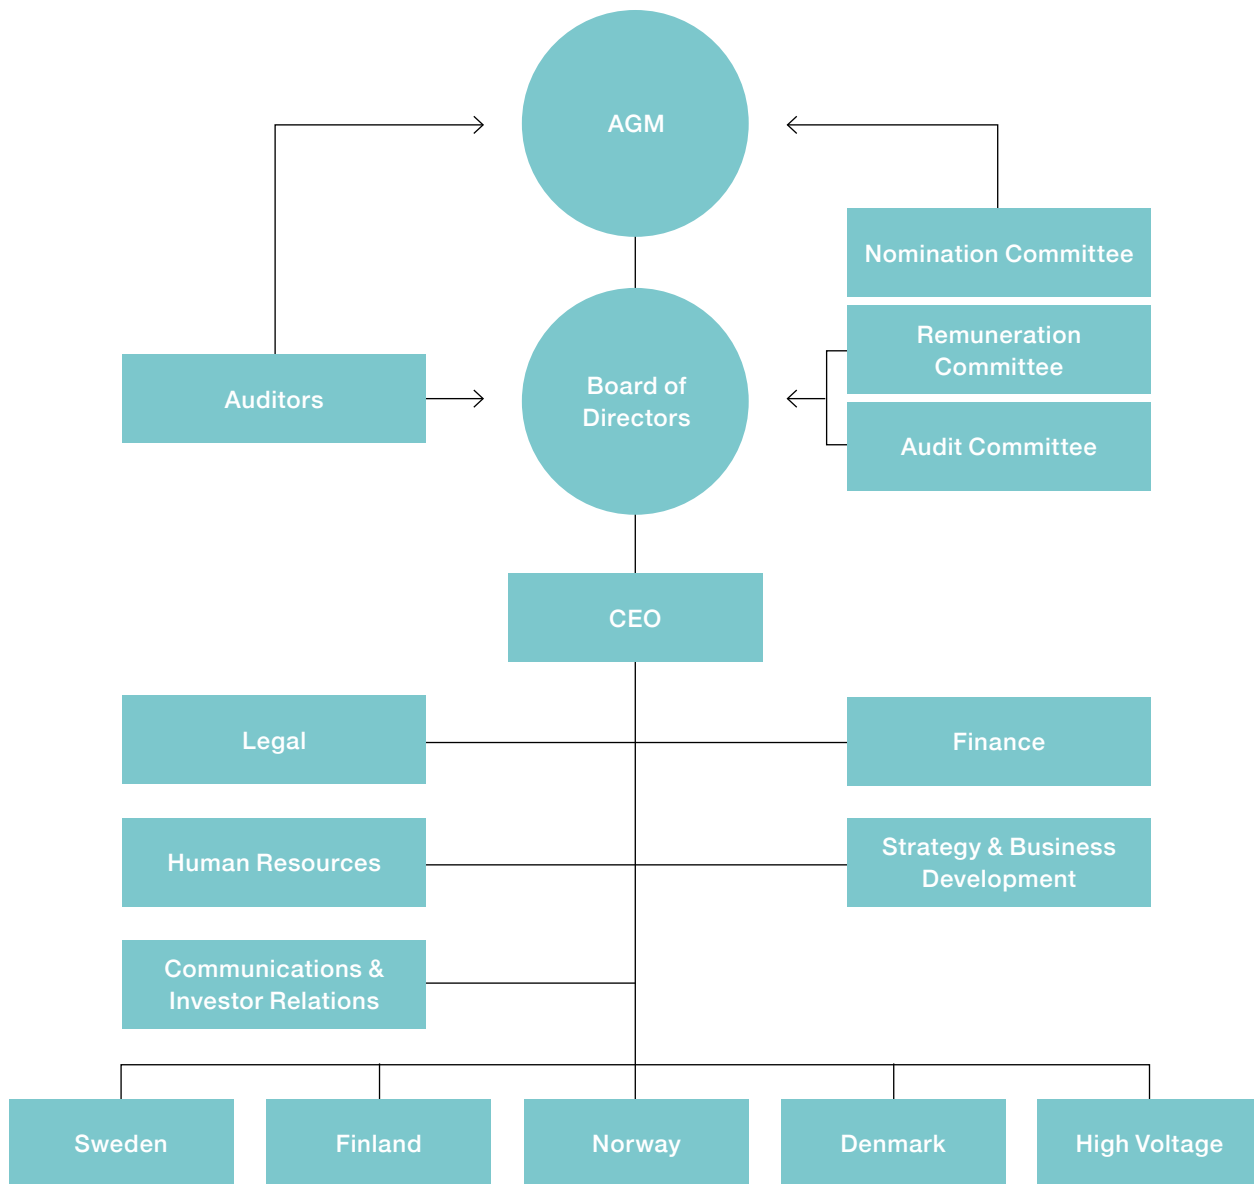 AGM
Nomination Committee
Remuneration
Committee
Auditors
Board of
Directors
Audit Committee
CEO
Legal
Finance
Human Resources
Strategy & Business
Development
Communications &
Investor Relations
Sweden
Finland
Norway
Denmark
High Voltage